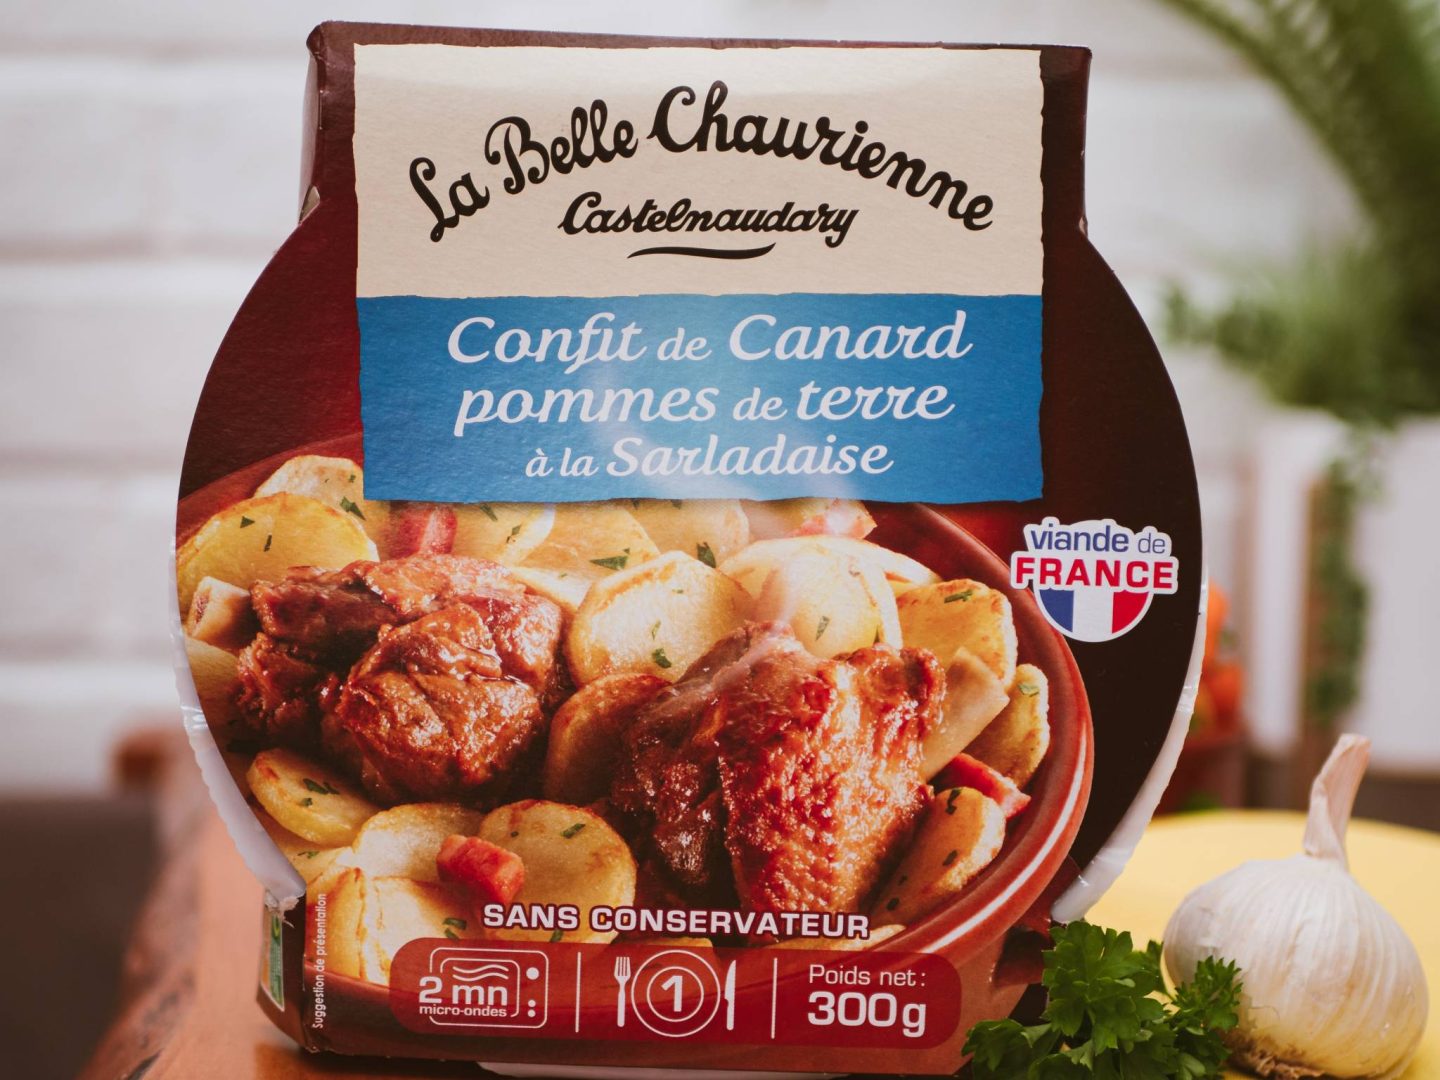 La Belle Chaurienne
Castelnaudary
Confit de Canard
pommes de terre
à la Sarladaise
viande de
FRANCE
SANS CONSERVATEUR
2 mn
micro-ondes
1
Poids net :
300g
Suggestion de présentation